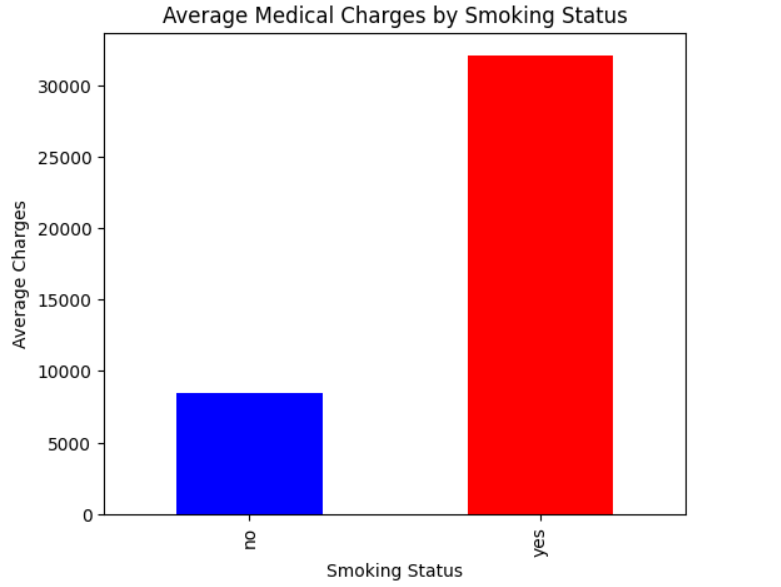 Average Medical Charges by Smoking Status
30000
25000
20000
15000
10000
5000
0
Average Charges
no
yes
Smoking Status